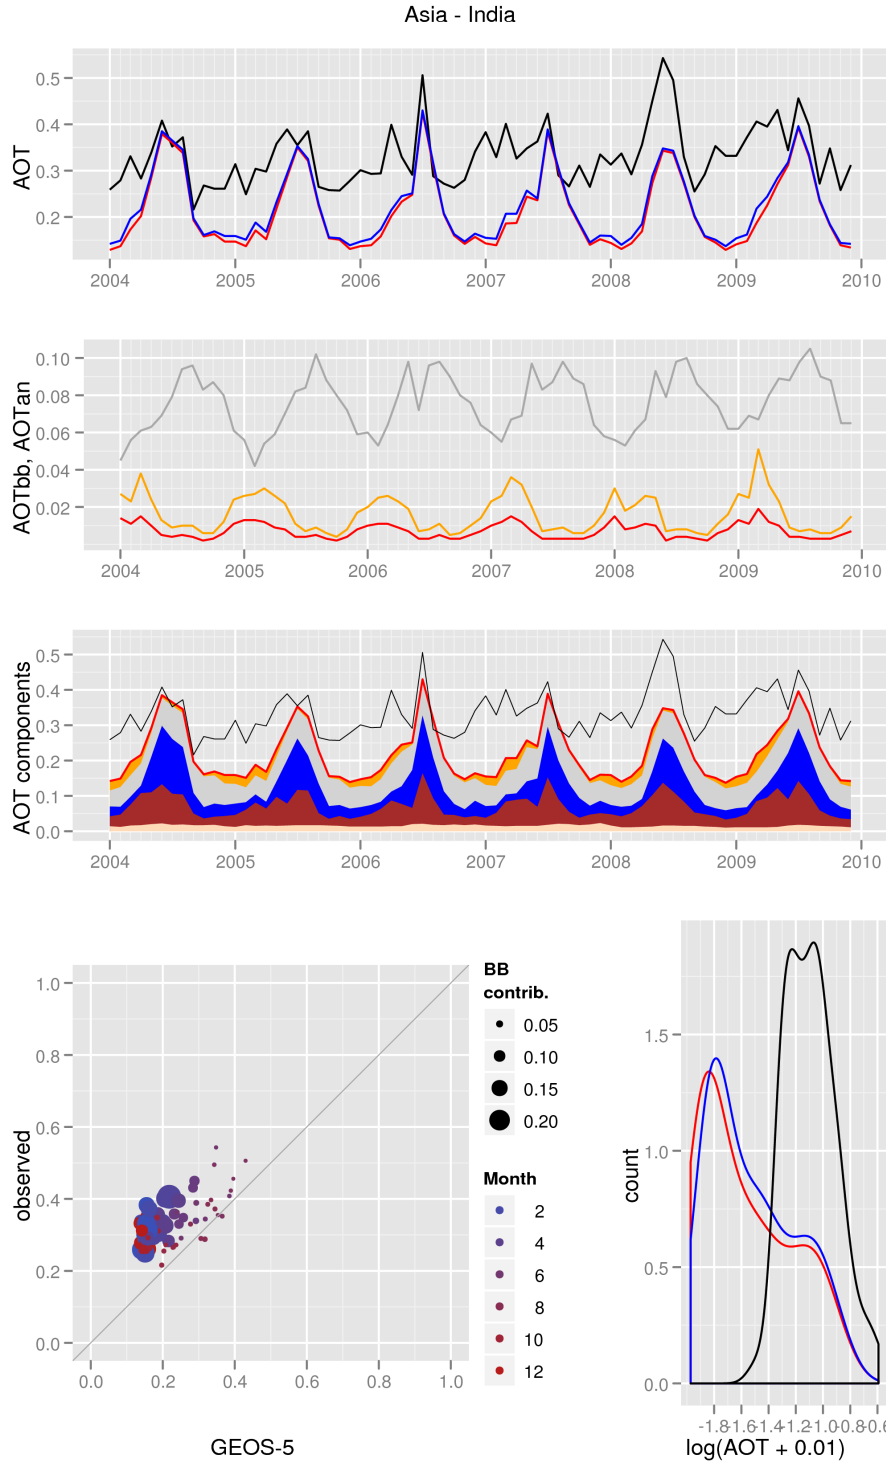 Asia - India
AOT
0.5
0.4
0.3
0.2
2004 2005 2006 2007 2008 2009 2010
AOTbb, AOTan
0.10
0.08
0.06
0.04
0.02
2004 2005 2006 2007 2008 2009 2010
AOT components
0.5
0.4
0.3
0.2
0.1
0.0
2004 2005 2006 2007 2008 2009 2010
observed
1.0
0.8
0.6
0.4
0.2
0.0
0.0 0.2 0.4 0.6 0.8 1.0
GEOS-5
BB
contrib.
0.05
0.10
0.15
0.20
Month
2
4
6
8
10
12
count
1.5
1.0
0.5
0.0
-1.8 -1.6 -1.4 -1.2 -1.0 -0.8 -0.6
log(AOT + 0.01)